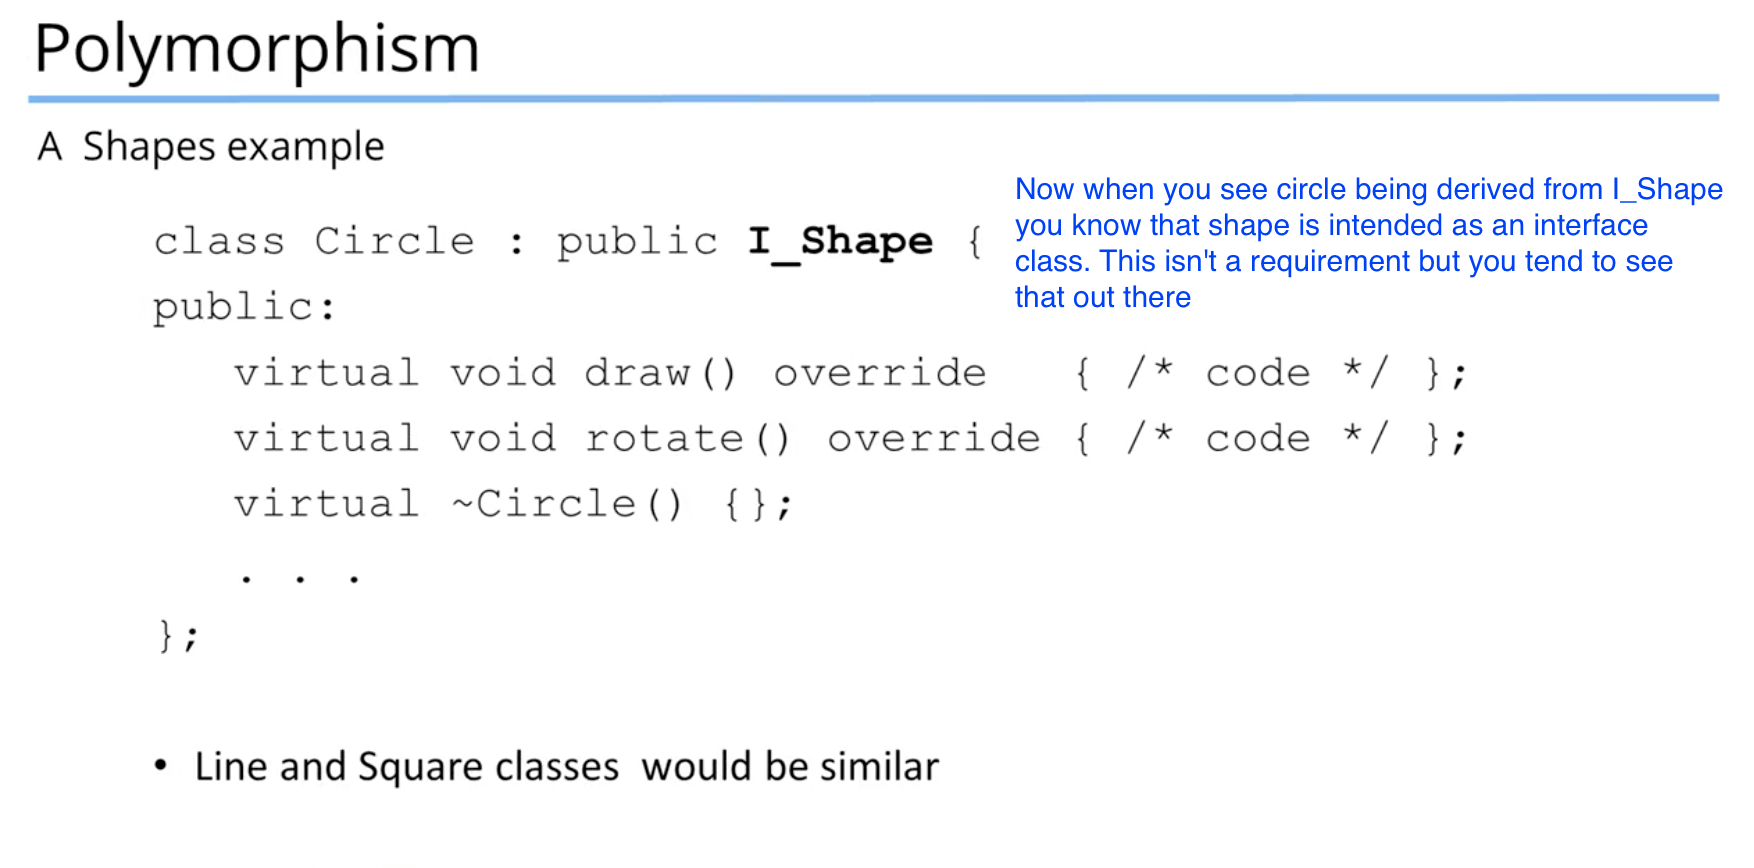 Polymorphism
A Shapes example
class Circle : public I_Shape {
Now when you see circle being derived from I_Shape
you know that shape is intended as an interface
class. This isn't a requirement but you tend to see
that out there
public:
virtual void draw() override { /* code */ };
virtual void rotate() override { /* code */ };
virtual ~Circle() {};
. . .
};
• Line and Square classes would be similar